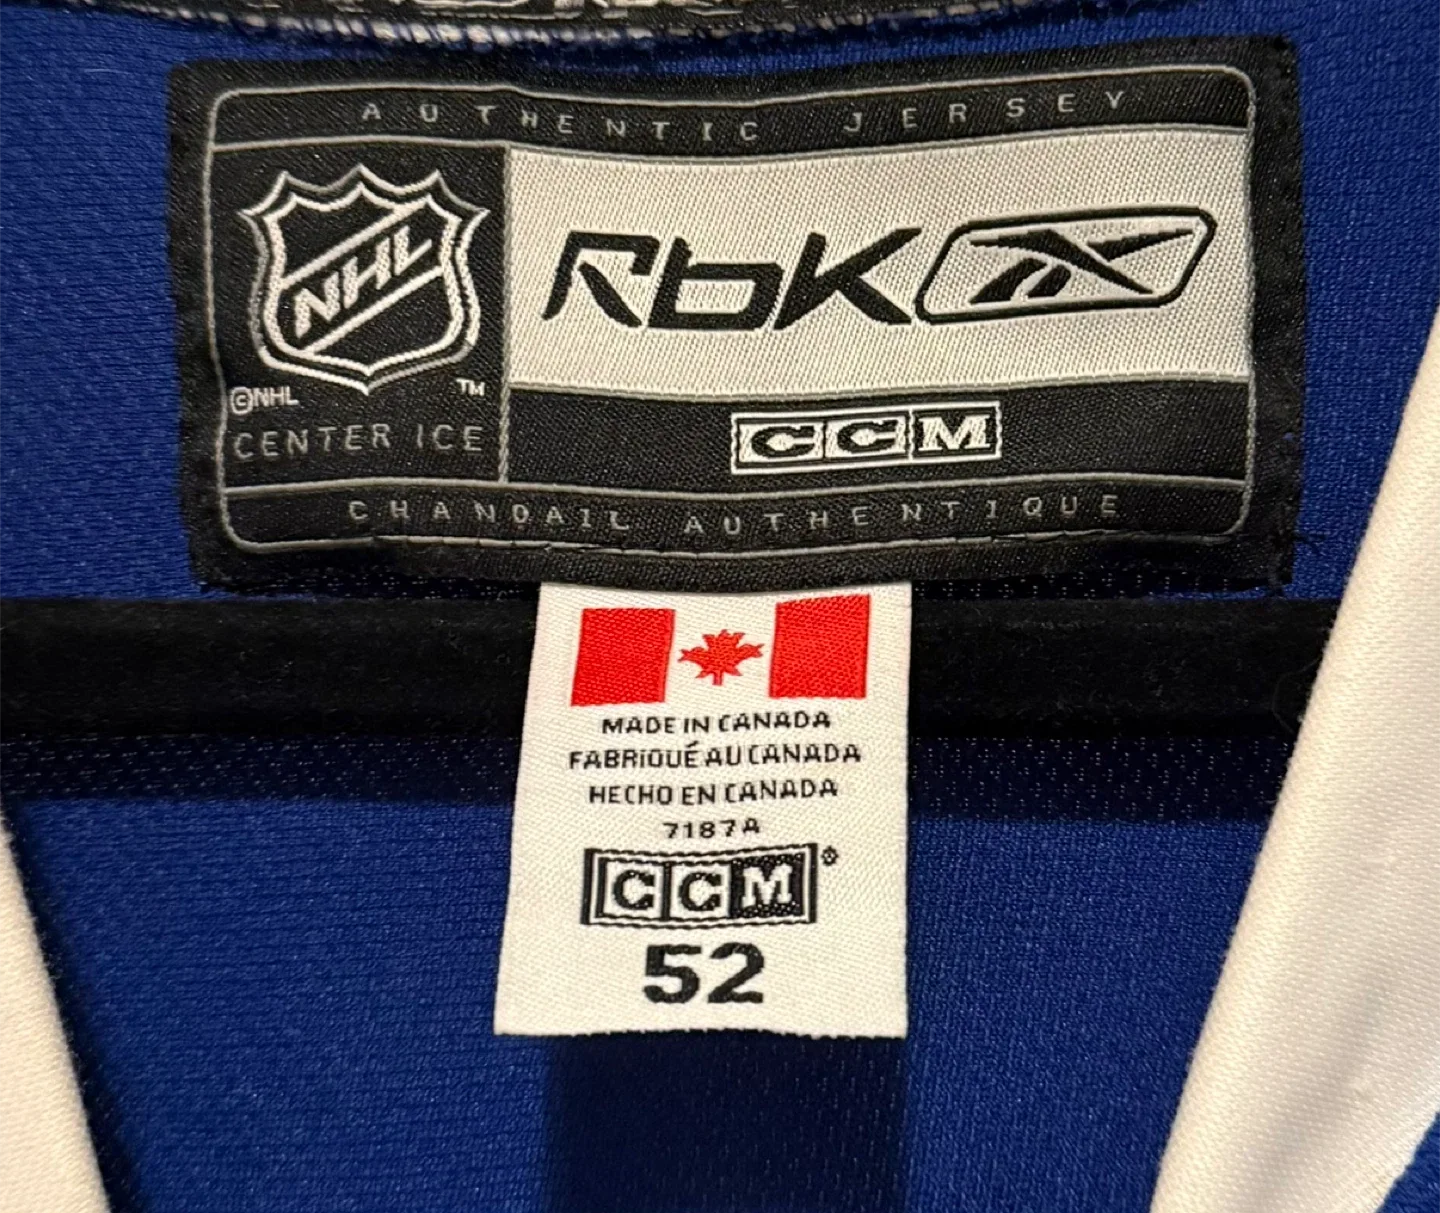 AUTHENTIC JERSEY
NHL
©NHL TM
CENTER ICE
RbK
CCM
CHANDAIL AUTHENTIQUE
MADE IN CANADA
FABRIQUÉ AU CANADA
HECHO EN CANADA
7187A
CCM®
52